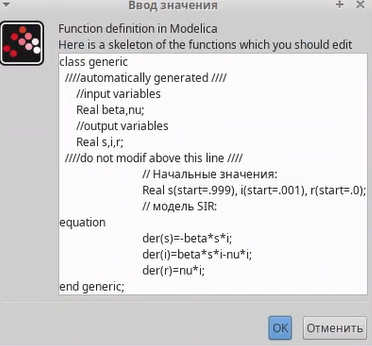 Ввод значения
Function definition in Modelica
Here is a skeleton of the functions which you should edit
class generic
////automatically generated ////
//input variables
Real beta,nu;
//output variables
Real s,i,r;
////do not modif above this line ////
// Начальные значения:
Real s(start=.999), i(start=.001), r(start=.0);
// модель SIR:
equation
der(s)=-beta*s*i;
der(i)=beta*s*i-nu*i;
der(r)=nu*i;
end generic;
OK
Отменить